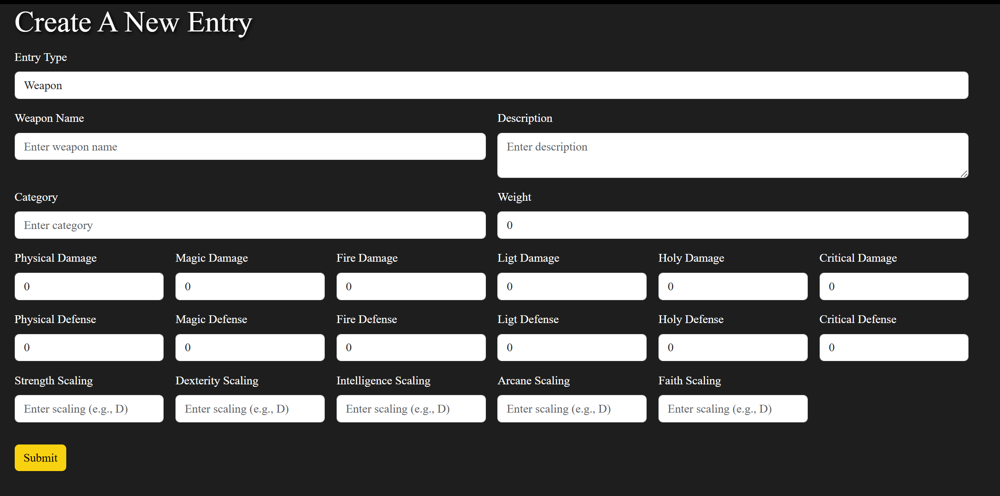 Create A New Entry
Entry Type
Weapon
Weapon Name Description
Enter weapon name Enter description
Category Weight
Enter category 0
Physical Damage Magic Damage Fire Damage Ligt Damage Holy Damage Critical Damage
0 0 0 0 0 0
Physical Defense Magic Defense Fire Defense Ligt Defense Holy Defense Critical Defense
0 0 0 0 0 0
Strength Scaling Dexterity Scaling Intelligence Scaling Arcane Scaling Faith Scaling
Enter scaling (e.g., D) Enter scaling (e.g., D) Enter scaling (e.g., D) Enter scaling (e.g., D) Enter scaling (e.g., D)
Submit